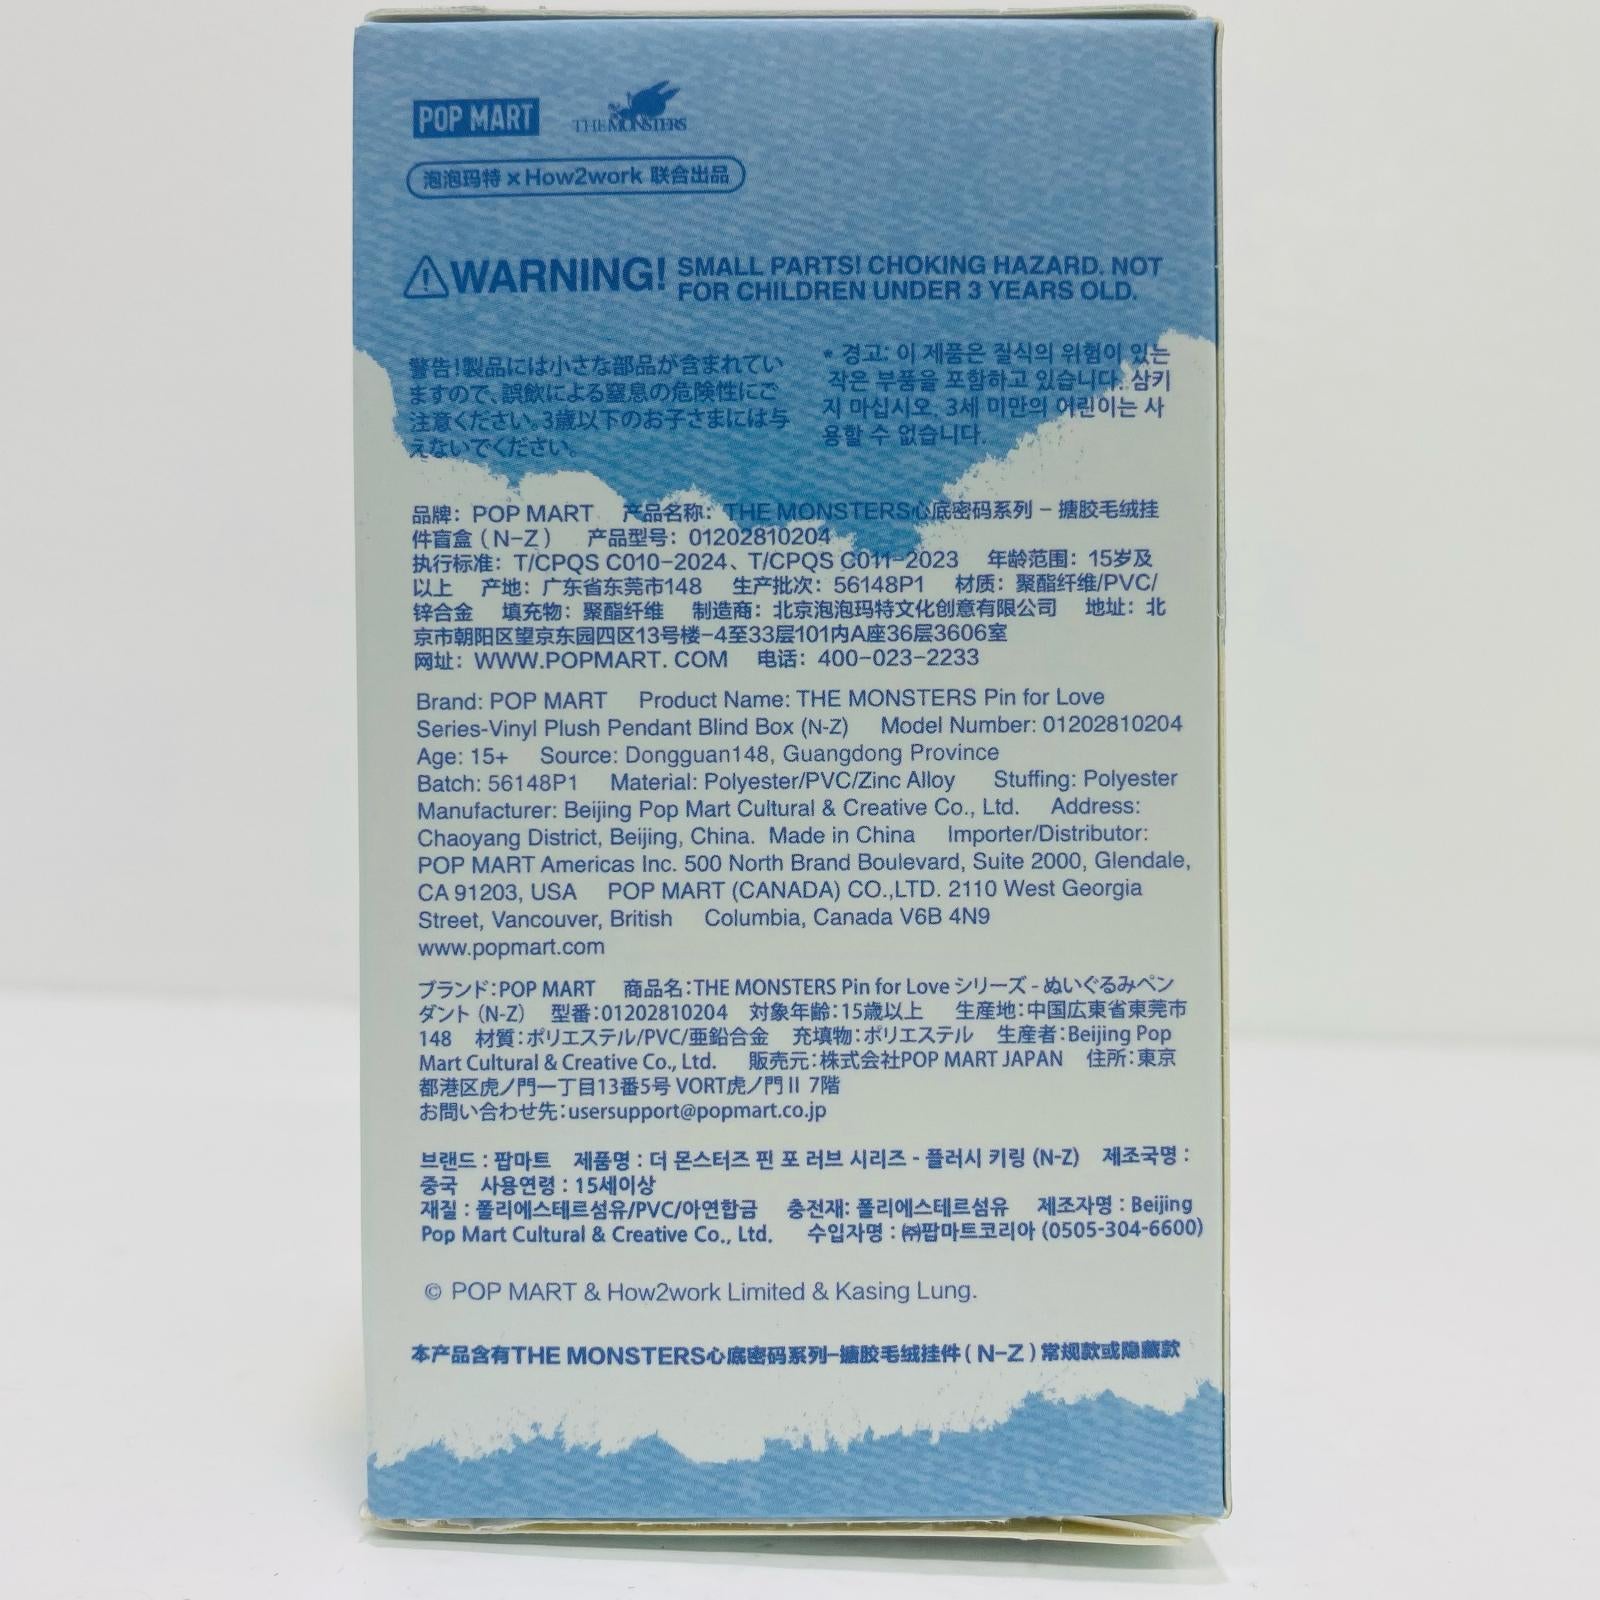 POP MART
THE MONSTERS
泡泡玛特 × How2work 联合出品
WARNING! SMALL PARTS! CHOKING HAZARD. NOT
FOR CHILDREN UNDER 3 YEARS OLD.
警告!製品には小さな部品が含まれてい
ますので、誤飲による窒息の危険性にご
注意ください。3歳以下のお子さまには与
えないでください。
* 경고: 이 제품은 질식의 위험이 있는
작은 부품을 포함하고 있습니다. 삼키
지 마십시오. 3세 미만의 어린이는 사
용할 수 없습니다.
品牌: POP MART 产品名称: THE MONSTERS心底密码系列－搪胶毛绒挂
件盲盒 ( N-Z ) 产品型号: 01202810204
执行标准: T/CPQS C010-2024、T/CPQS C011-2023 年龄范围: 15岁及
以上 产地: 广东省东莞市148 生产批次: 56148P1 材质: 聚酯纤维/PVC/
锌合金 填充物: 聚酯纤维 制造商: 北京泡泡玛特文化创意有限公司 地址: 北
京市朝阳区望京东园四区13号楼-4至33层101内A座36层3606室
网址: WWW.POPMART. COM 电话: 400-023-2233
Brand: POP MART Product Name: THE MONSTERS Pin for Love
Series-Vinyl Plush Pendant Blind Box (N-Z) Model Number: 01202810204
Age: 15+ Source: Dongguan148, Guangdong Province
Batch: 56148P1 Material: Polyester/PVC/Zinc Alloy Stuffing: Polyester
Manufacturer: Beijing Pop Mart Cultural & Creative Co., Ltd. Address:
Chaoyang District, Beijing, China. Made in China Importer/Distributor:
POP MART Americas Inc. 500 North Brand Boulevard, Suite 2000, Glendale,
CA 91203, USA POP MART (CANADA) CO.,LTD. 2110 West Georgia
Street, Vancouver, British Columbia, Canada V6B 4N9
www.popmart.com
ブランド:POP MART 商品名:THE MONSTERS Pin for Love シリーズ - ぬいぐるみペン
ダント (N-Z) 型番:01202810204 対象年齢:15歳以上 生産地:中国広東省東莞市
148 材質:ポリエステル/PVC/亜鉛合金 充填物:ポリエステル 生産者:Beijing Pop
Mart Cultural & Creative Co., Ltd. 販売元:株式会社POP MART JAPAN 住所:東京
都港区虎ノ門一丁目13番5号 VORT虎ノ門 II 7階
お問い合わせ先:usersupport@popmart.co.jp
브랜드 : 팝마트 제품명 : 더 몬스터즈 핀 포 러브 시리즈 - 플러시 키링 (N-Z) 제조국명 :
중국 사용연령 : 15세이상
재질 : 폴리에스테르섬유/PVC/아연합금 충전재: 폴리에스테르섬유 제조자명 : Beijing
Pop Mart Cultural & Creative Co., Ltd. 수입자명 : ㈜팝마트코리아 (0505-304-6600)
© POP MART & How2work Limited & Kasing Lung.
本产品含有THE MONSTERS心底密码系列-搪胶毛绒挂件 ( N-Z ) 常规款或隐藏款